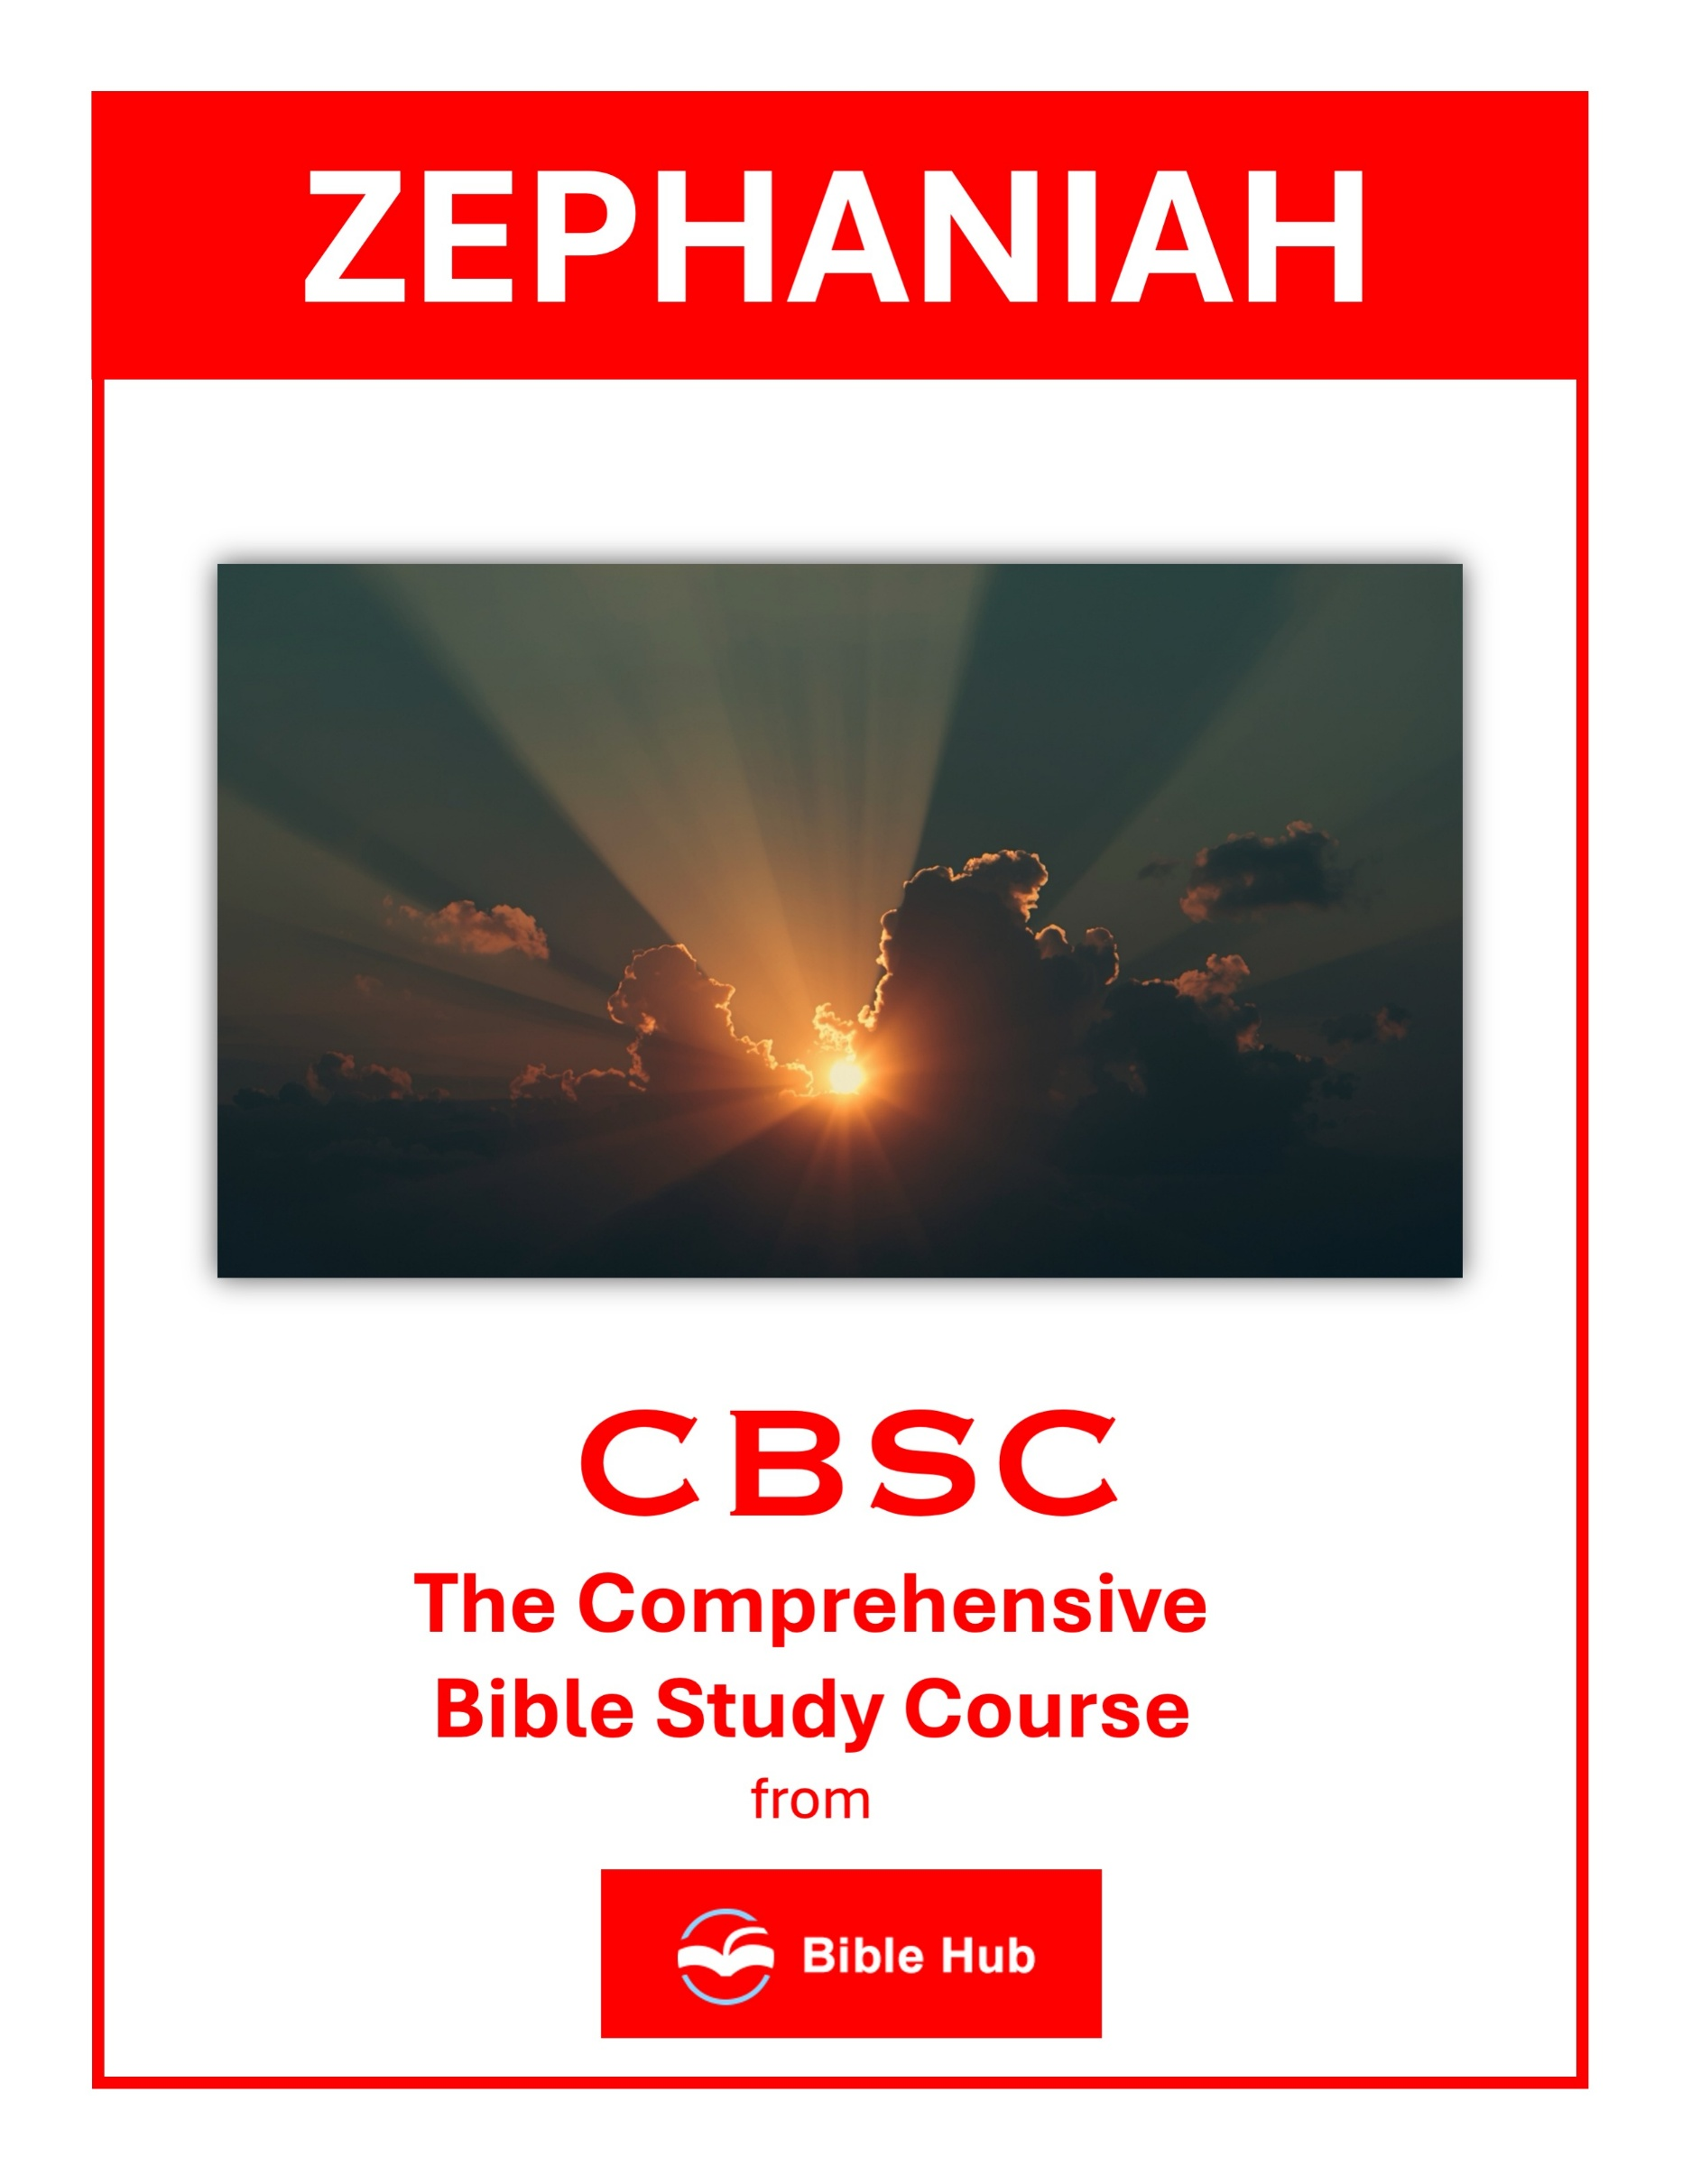 ZEPHANIAH
CBSC
The Comprehensive
Bible Study Course
from
Bible Hub